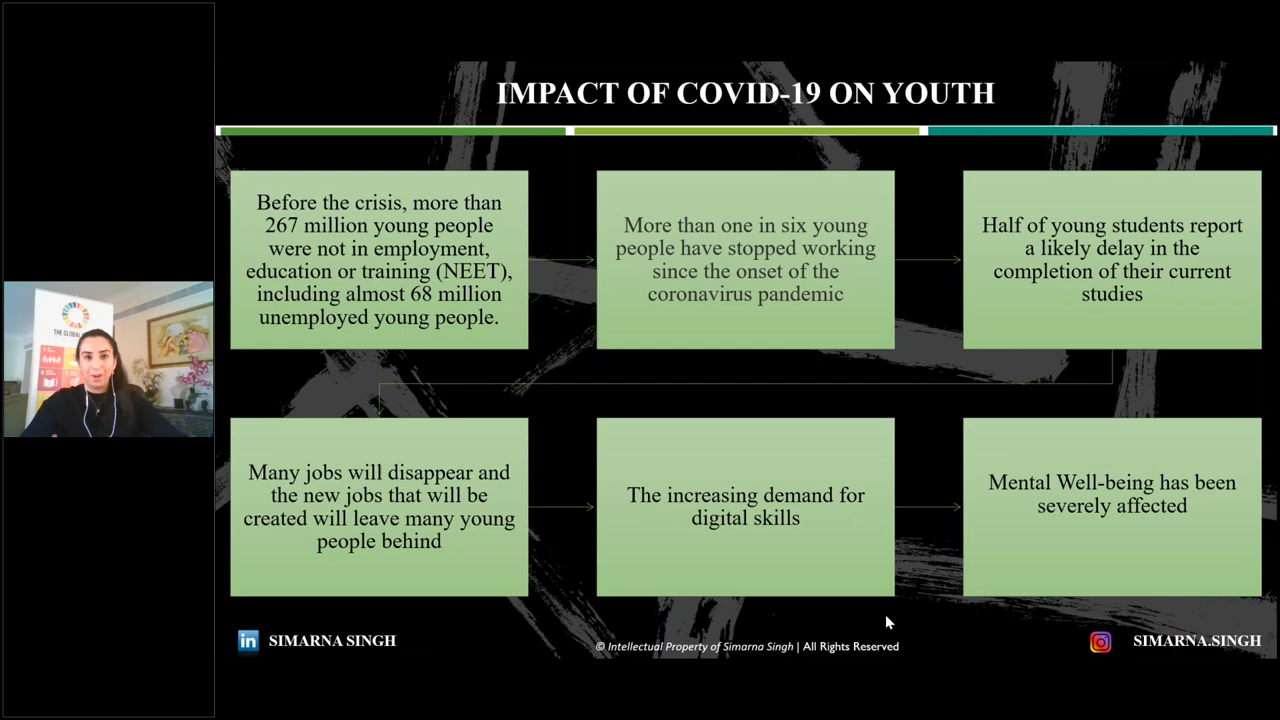 IMPACT OF COVID-19 ON YOUTH
Before the crisis, more than
267 million young people
were not in employment,
education or training (NEET),
including almost 68 million
unemployed young people.
More than one in six young
people have stopped working
since the onset of the
coronavirus pandemic
Half of young students report
a likely delay in the
completion of their current
studies
THE GLOBAL
Many jobs will disappear and
the new jobs that will be
created will leave many young
people behind
The increasing demand for
digital skills
Mental Well-being has been
severely affected
in SIMARNA SINGH
© Intellectual Property of Simarna Singh | All Rights Reserved
SIMARNA.SINGH